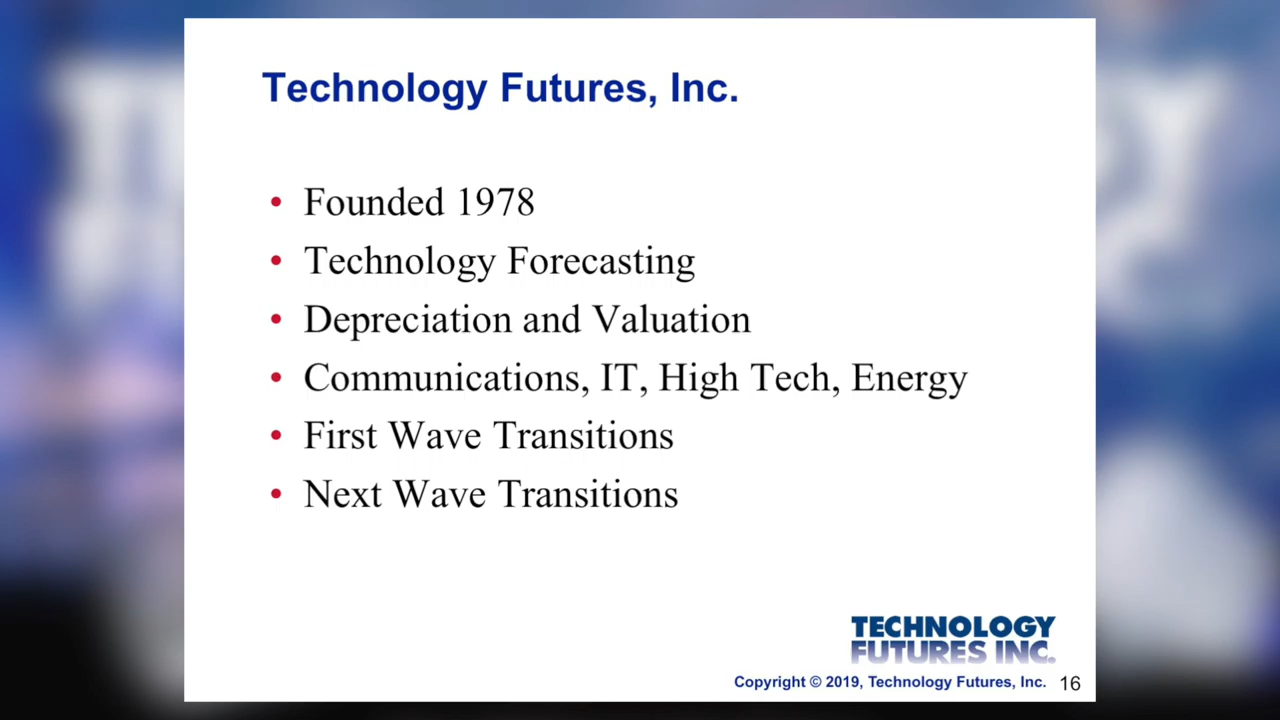 Technology Futures, Inc.
• Founded 1978
• Technology Forecasting
• Depreciation and Valuation
• Communications, IT, High Tech, Energy
• First Wave Transitions
• Next Wave Transitions
TECHNOLOGY
FUTURES INC.
Copyright © 2019, Technology Futures, Inc. 16